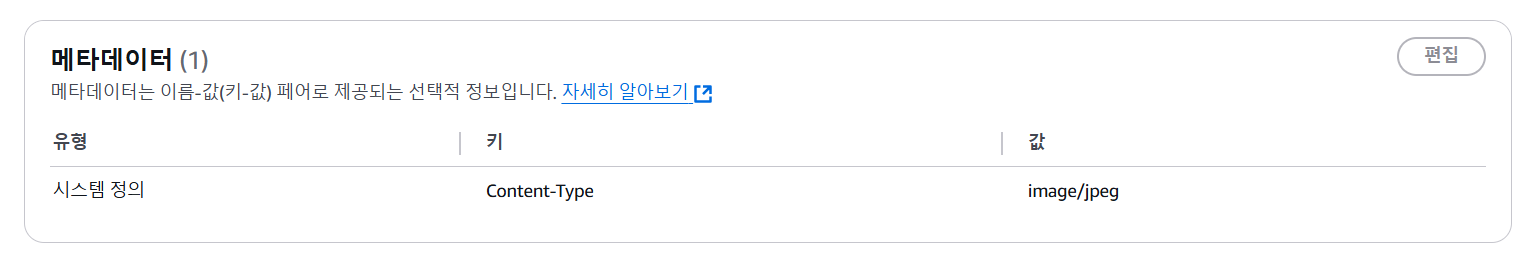 메타데이터 (1)
편집
메타데이터는 이름-값(키-값) 페어로 제공되는 선택적 정보입니다. 자세히 알아보기
유형 키 값
시스템 정의 Content-Type image/jpeg